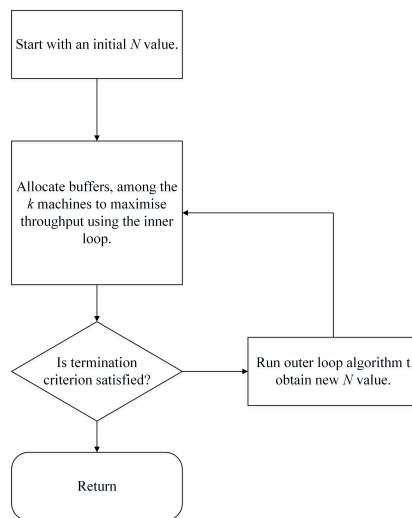 Start with an initial N value.
Allocate buffers, among the
k machines to maximise
throughput using the inner
loop.
Is termination
criterion satisfied?
Run outer loop algorithm t
obtain new N value.
Return